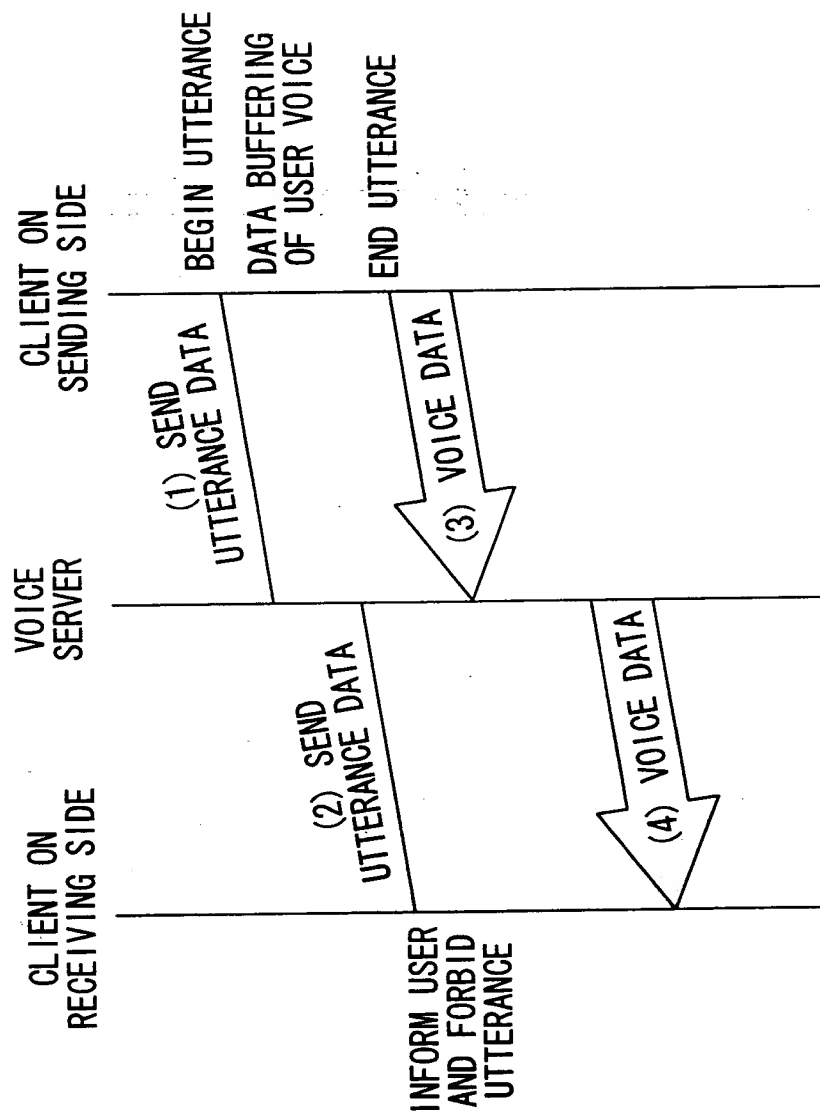 CLIENT ON
RECEIVING SIDE
VOICE
SERVER
CLIENT ON
SENDING SIDE
BEGIN UTTERANCE
(1) SEND
UTTERANCE DATA
DATA BUFFERING
OF USER VOICE
(2) SEND
UTTERANCE DATA
END UTTERANCE
(3) VOICE DATA
INFORM USER
AND FORBID
UTTERANCE
(4) VOICE DATA